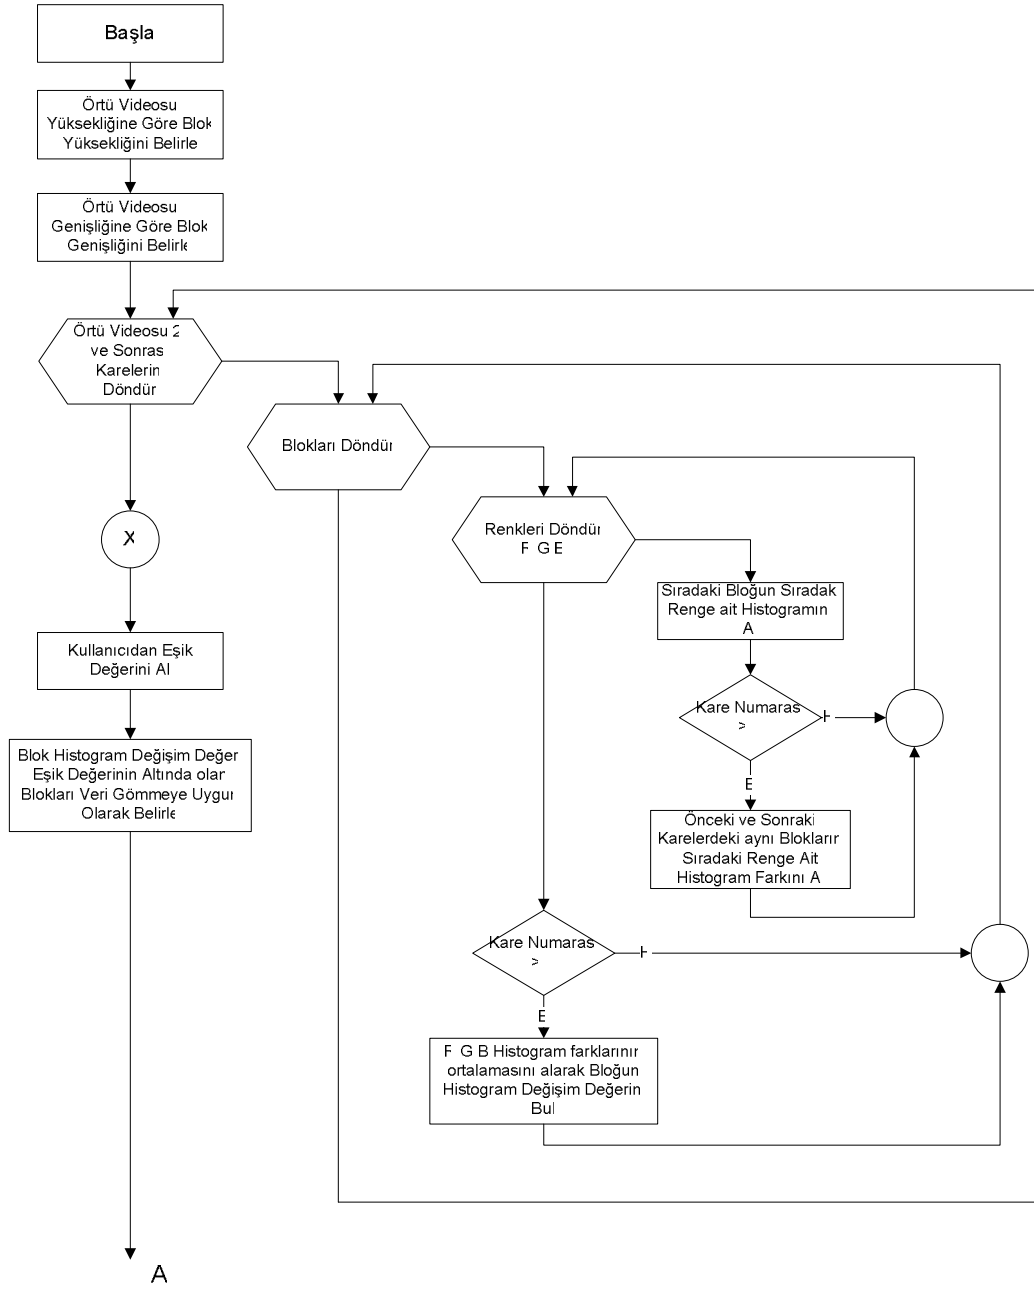 Başla
Örtü Videosu
Yüksekliğine Göre Blok
Yüksekliğini Belirle
Örtü Videosu
Genişliğine Göre Blok
Genişliğini Belirle
Örtü Videosu 2
ve Sonras
Karelerin
Döndür
Blokları Döndür
Renkleri Döndür
G
X
Sıradaki Bloğun Sıradak
Renge ait Histogramın
A
Kare Numaras
>
E
Kullanıcıdan Eşik
Değerini Al
Blok Histogram Değişim Değer
Eşik Değerinin Altında olan
Blokları Veri Gömmeye Uygun
Olarak Belirle
Önceki ve Sonraki
Karelerdeki aynı Blokların
Sıradaki Renge Ait
Histogram Farkını A
Kare Numaras
>
E
G B Histogram farklarının
ortalamasını alarak Bloğun
Histogram Değişim Değerin
Bul
A